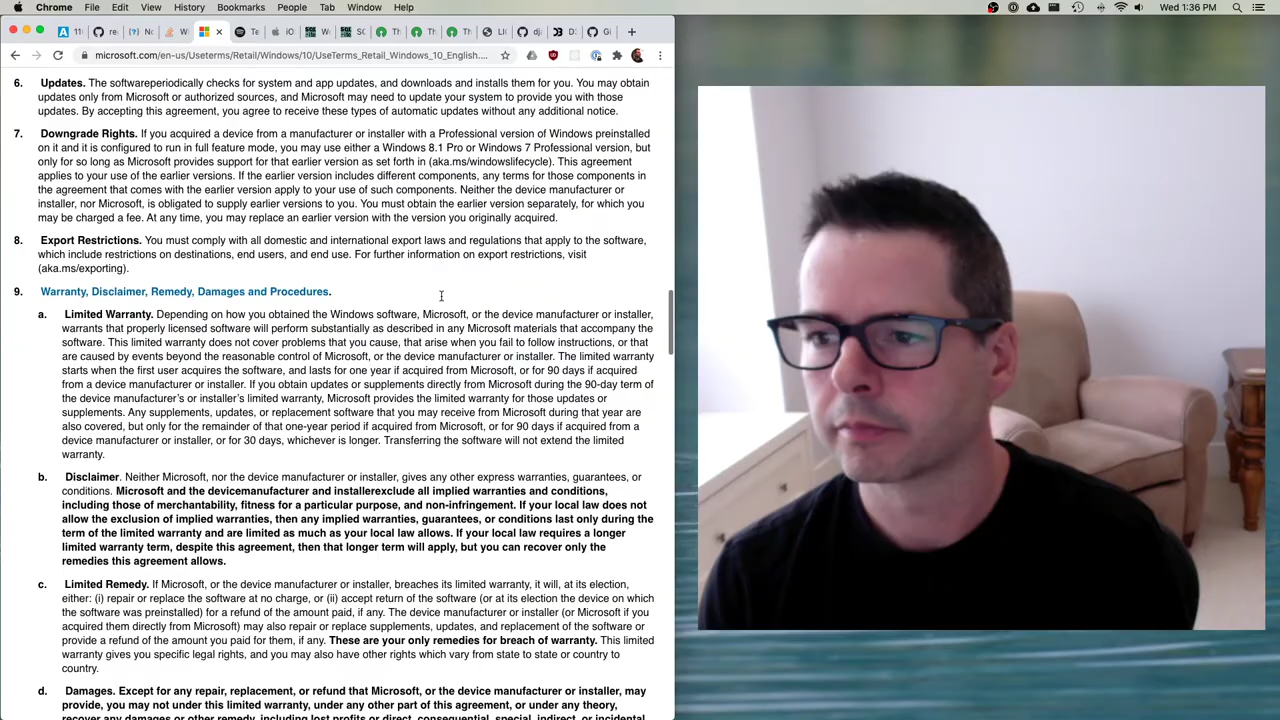 Chrome File Edit View History Bookmarks People Tab Window Help Wed 1:36 PM
microsoft.com/en-us/Useterms/Retail/Windows/10/UseTerms_Retail_Windows_10_English....
6. Updates. The softwareperiodically checks for system and app updates, and downloads and installs them for you. You may obtain
updates only from Microsoft or authorized sources, and Microsoft may need to update your system to provide you with those
updates. By accepting this agreement, you agree to receive these types of automatic updates without any additional notice.
7. Downgrade Rights. If you acquired a device from a manufacturer or installer with a Professional version of Windows preinstalled
on it and it is configured to run in full feature mode, you may use either a Windows 8.1 Pro or Windows 7 Professional version, but
only for so long as Microsoft provides support for that earlier version as set forth in (aka.ms/windowslifecycle). This agreement
applies to your use of the earlier versions. If the earlier version includes different components, any terms for those components in
the agreement that comes with the earlier version apply to your use of such components. Neither the device manufacturer or
installer, nor Microsoft, is obligated to supply earlier versions to you. You must obtain the earlier version separately, for which you
may be charged a fee. At any time, you may replace an earlier version with the version you originally acquired.
8. Export Restrictions. You must comply with all domestic and international export laws and regulations that apply to the software,
which include restrictions on destinations, end users, and end use. For further information on export restrictions, visit
(aka.ms/exporting).
9. Warranty, Disclaimer, Remedy, Damages and Procedures.
a. Limited Warranty. Depending on how you obtained the Windows software, Microsoft, or the device manufacturer or installer,
warrants that properly licensed software will perform substantially as described in any Microsoft materials that accompany the
software. This limited warranty does not cover problems that you cause, that arise when you fail to follow instructions, or that
are caused by events beyond the reasonable control of Microsoft, or the device manufacturer or installer. The limited warranty
starts when the first user acquires the software, and lasts for one year if acquired from Microsoft, or for 90 days if acquired
from a device manufacturer or installer. If you obtain updates or supplements directly from Microsoft during the 90-day term of
the device manufacturer's or installer's limited warranty, Microsoft provides the limited warranty for those updates or
supplements. Any supplements, updates, or replacement software that you may receive from Microsoft during that year are
also covered, but only for the remainder of that one-year period if acquired from Microsoft, or for 90 days if acquired from a
device manufacturer or installer, or for 30 days, whichever is longer. Transferring the software will not extend the limited
warranty.
b. Disclaimer. Neither Microsoft, nor the device manufacturer or installer, gives any other express warranties, guarantees, or
conditions. Microsoft and the devicemanufacturer and installerexclude all implied warranties and conditions,
including those of merchantability, fitness for a particular purpose, and non-infringement. If your local law does not
allow the exclusion of implied warranties, then any implied warranties, guarantees, or conditions last only during the
term of the limited warranty and are limited as much as your local law allows. If your local law requires a longer
limited warranty term, despite this agreement, then that longer term will apply, but you can recover only the
remedies this agreement allows.
c. Limited Remedy. If Microsoft, or the device manufacturer or installer, breaches its limited warranty, it will, at its election,
either: (i) repair or replace the software at no charge, or (ii) accept return of the software (or at its election the device on which
the software was preinstalled) for a refund of the amount paid, if any. The device manufacturer or installer (or Microsoft if you
acquired them directly from Microsoft) may also repair or replace supplements, updates, and replacement of the software or
provide a refund of the amount you paid for them, if any. These are your only remedies for breach of warranty. This limited
warranty gives you specific legal rights, and you may also have other rights which vary from state to state or country to
country.
d. Damages. Except for any repair, replacement, or refund that Microsoft, or the device manufacturer or installer, may
provide, you may not under this limited warranty, under any other part of this agreement, or under any theory,
recover any damages or other remedy, including lost profits or direct, consequential, special, indirect, or incidental